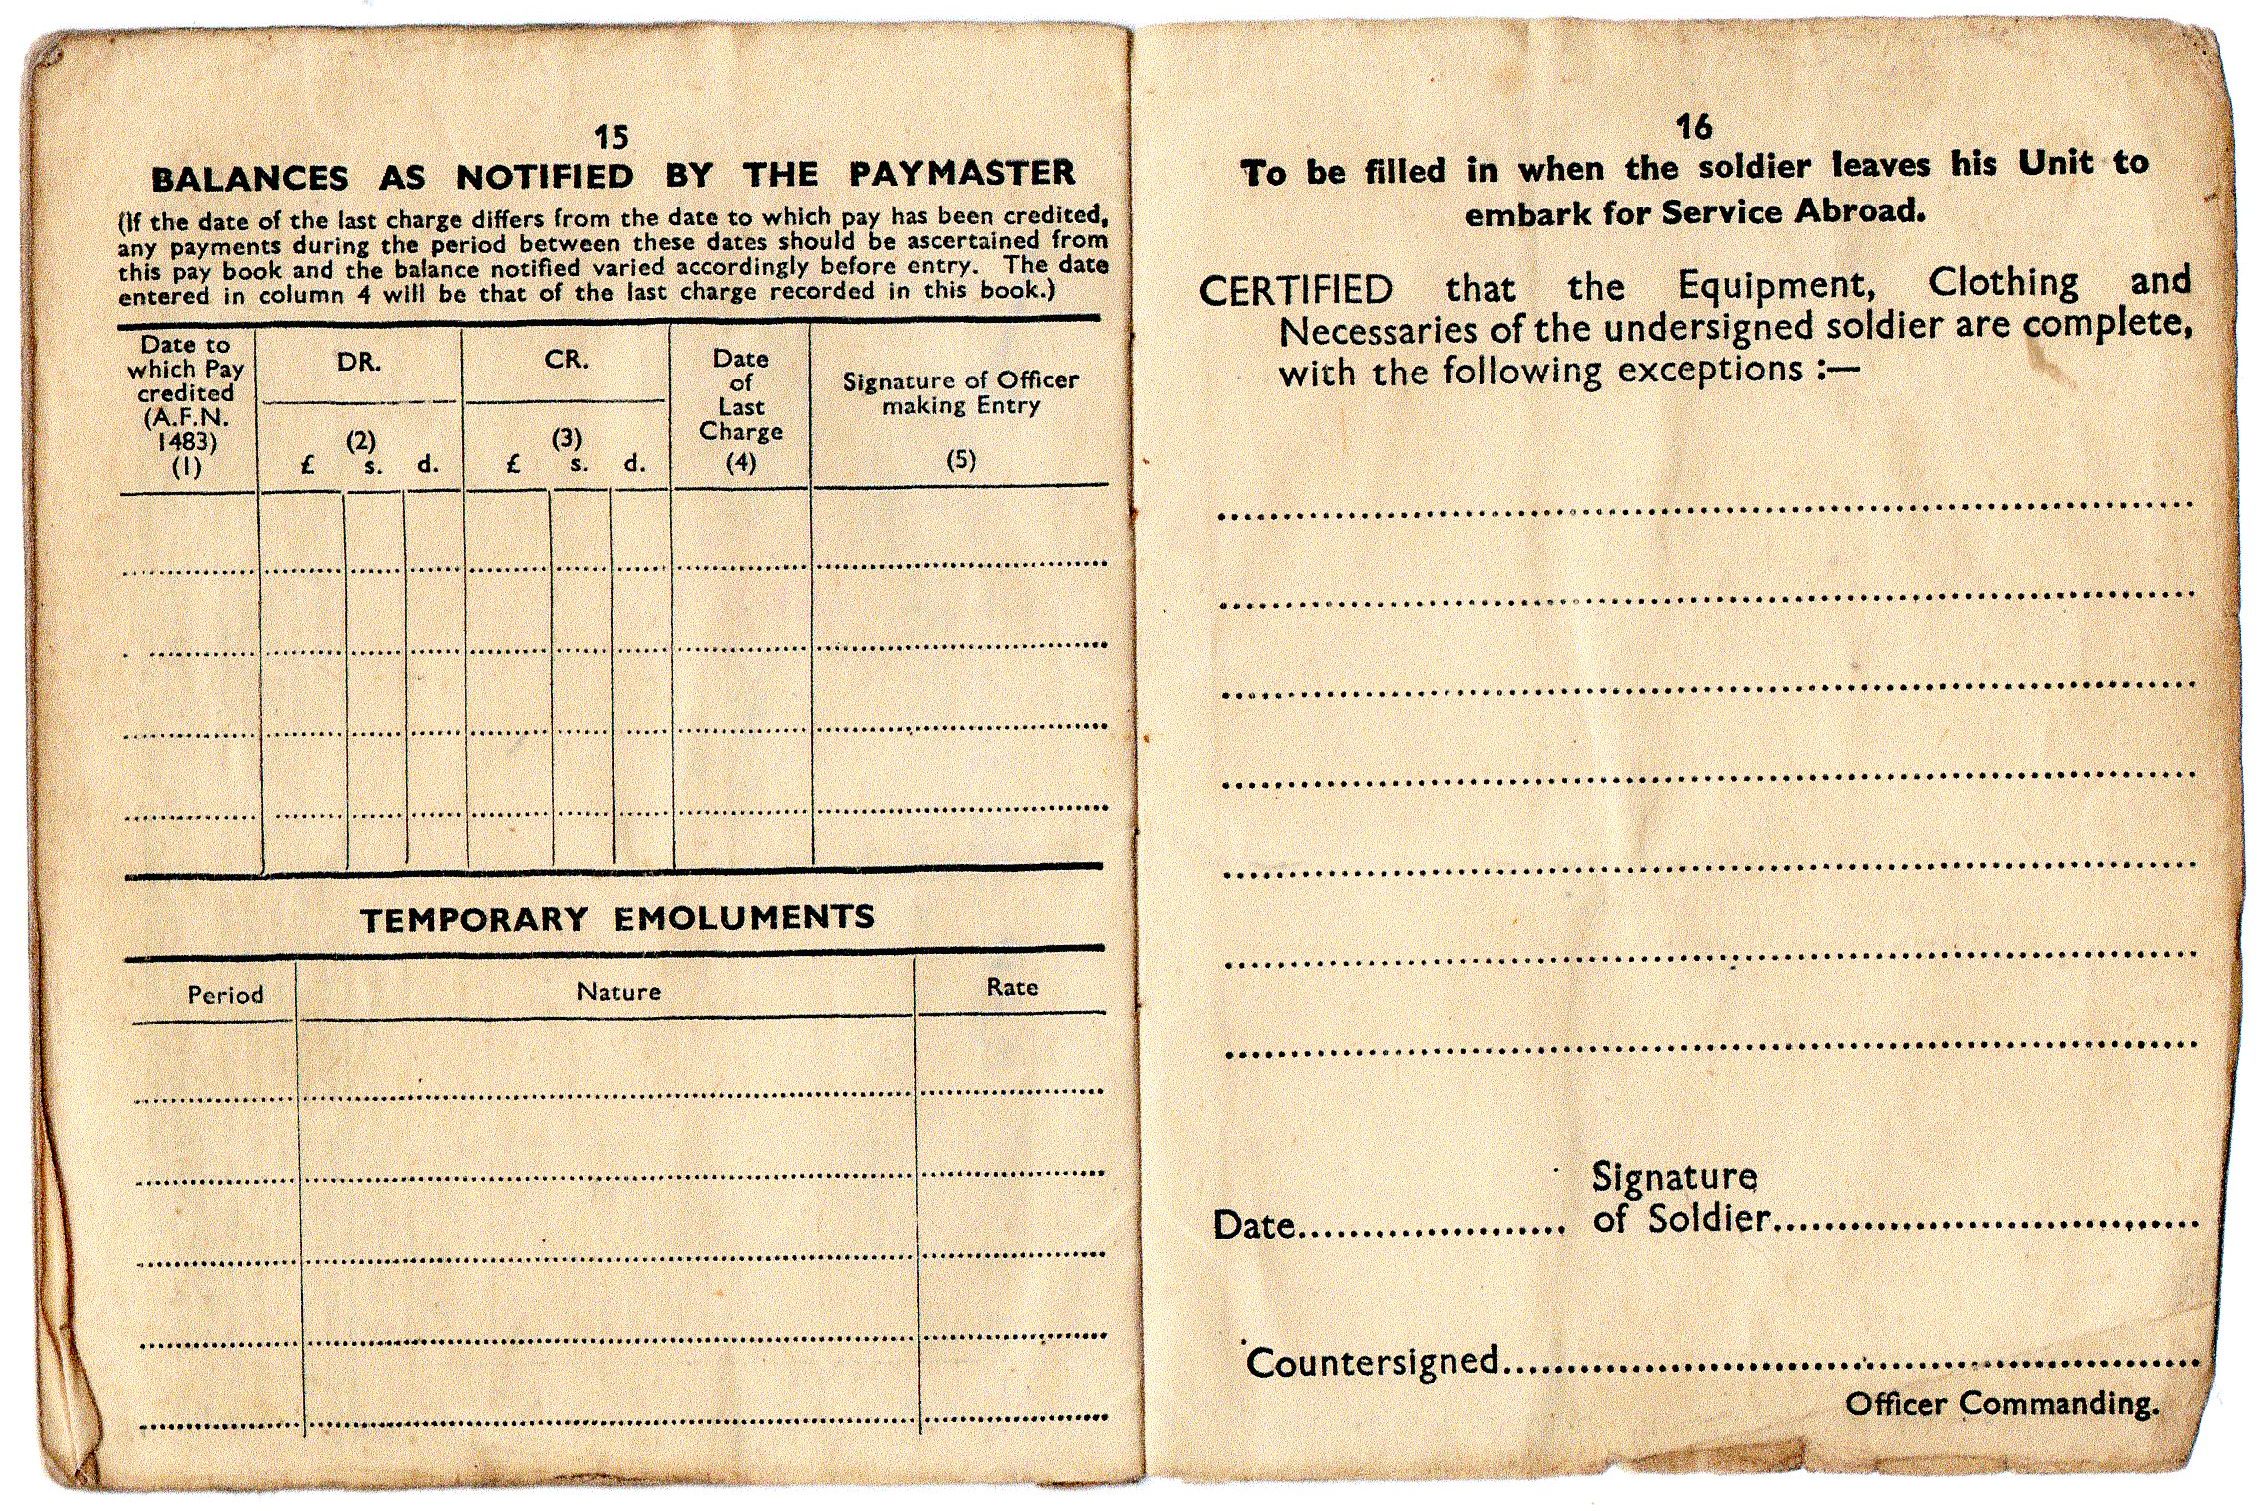 15
BALANCES AS NOTIFIED BY THE PAYMASTER
(If the date of the last charge differs from the date to which pay has been credited,
any payments during the period between these dates should be ascertained from
this pay book and the balance notified varied accordingly before entry. The date
entered in column 4 will be that of the last charge recorded in this book.)
Date to
which Pay
credited
(A.F.N.
1483)
(1)
DR.
(2)
£ s. d.
CR.
(3)
£ s. d.
Date
of
Last
Charge
(4)
Signature of Officer
making Entry
(5)
TEMPORARY EMOLUMENTS
Period Nature Rate
16
To be filled in when the soldier leaves his Unit to
embark for Service Abroad.
CERTIFIED that the Equipment, Clothing and
Necessaries of the undersigned soldier are complete,
with the following exceptions :—
Signature
Date.................... of Soldier.................................
Countersigned......................................................
Officer Commanding.